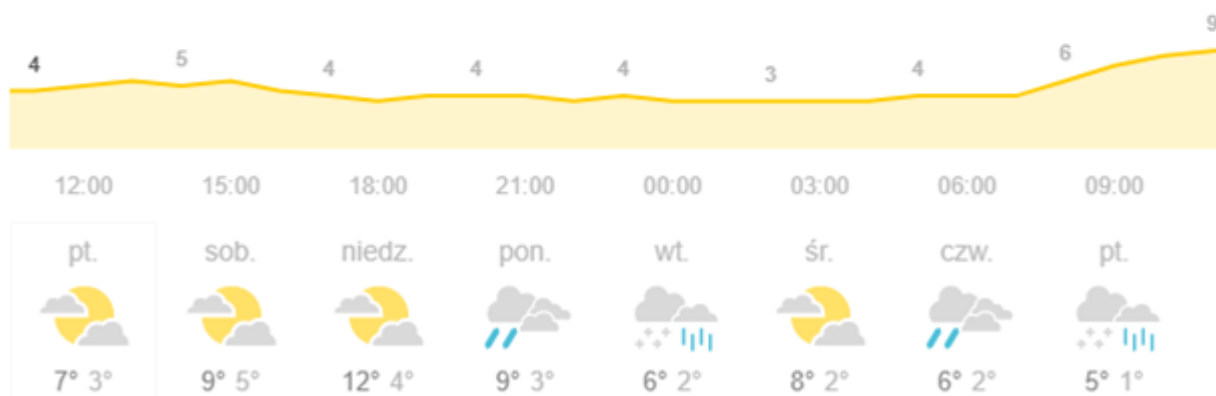 4 5 4 4 4 3 4 6 9
12:00 15:00 18:00 21:00 00:00 03:00 06:00 09:00
pt. sob. niedz. pon. wt. śr. czw. pt.
7° 3° 9° 5° 12° 4° 9° 3° 6° 2° 8° 2° 6° 2° 5° 1°